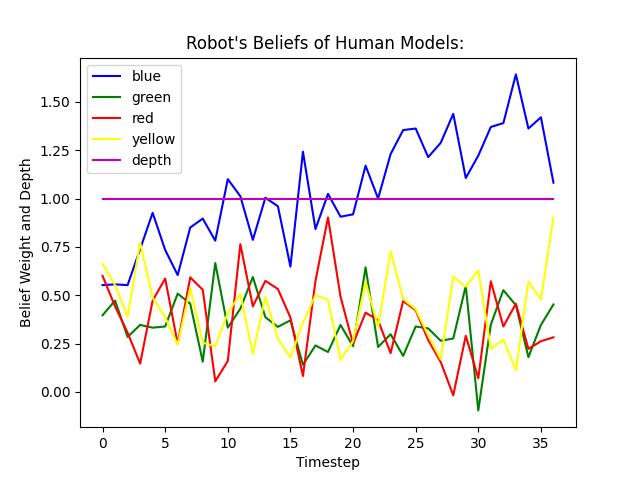 Robot's Beliefs of Human Models:
blue
green
red
yellow
depth
Belief Weight and Depth
1.50
1.25
1.00
0.75
0.50
0.25
0.00
0 5 10 15 20 25 30 35
Timestep